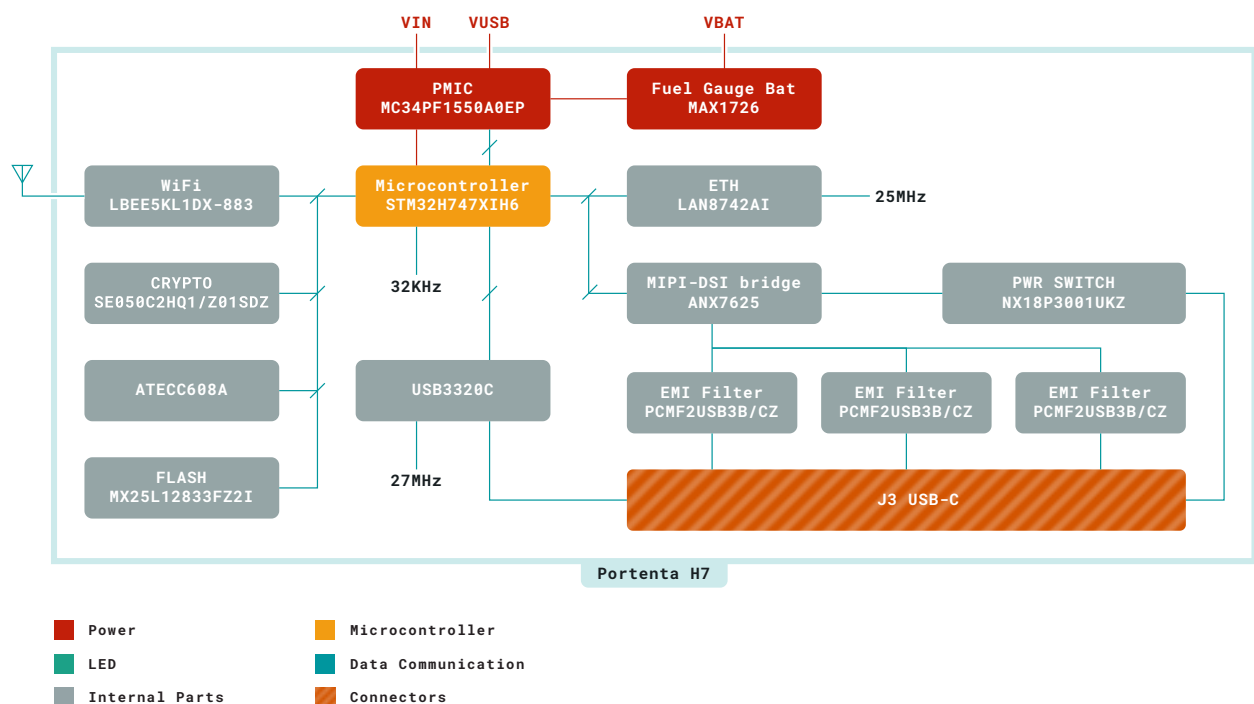 VIN
VUSB
VBAT
PMIC
MC34PF1550A0EP
Fuel Gauge Bat
MAX1726
WiFi
LBEE5KL1DX-883
Microcontroller
STM32H747XIH6
ETH
LAN8742AI
25MHz
CRYPTO
SE050C2HQ1/Z01SDZ
32KHz
MIPI-DSI bridge
ANX7625
PWR SWITCH
NX18P3001UKZ
ATECC608A
USB3320C
EMI Filter
PCMF2USB3B/CZ
EMI Filter
PCMF2USB3B/CZ
EMI Filter
PCMF2USB3B/CZ
FLASH
MX25L12833FZ2I
27MHz
J3 USB-C
Portenta H7
Power
Microcontroller
LED
Data Communication
Internal Parts
Connectors